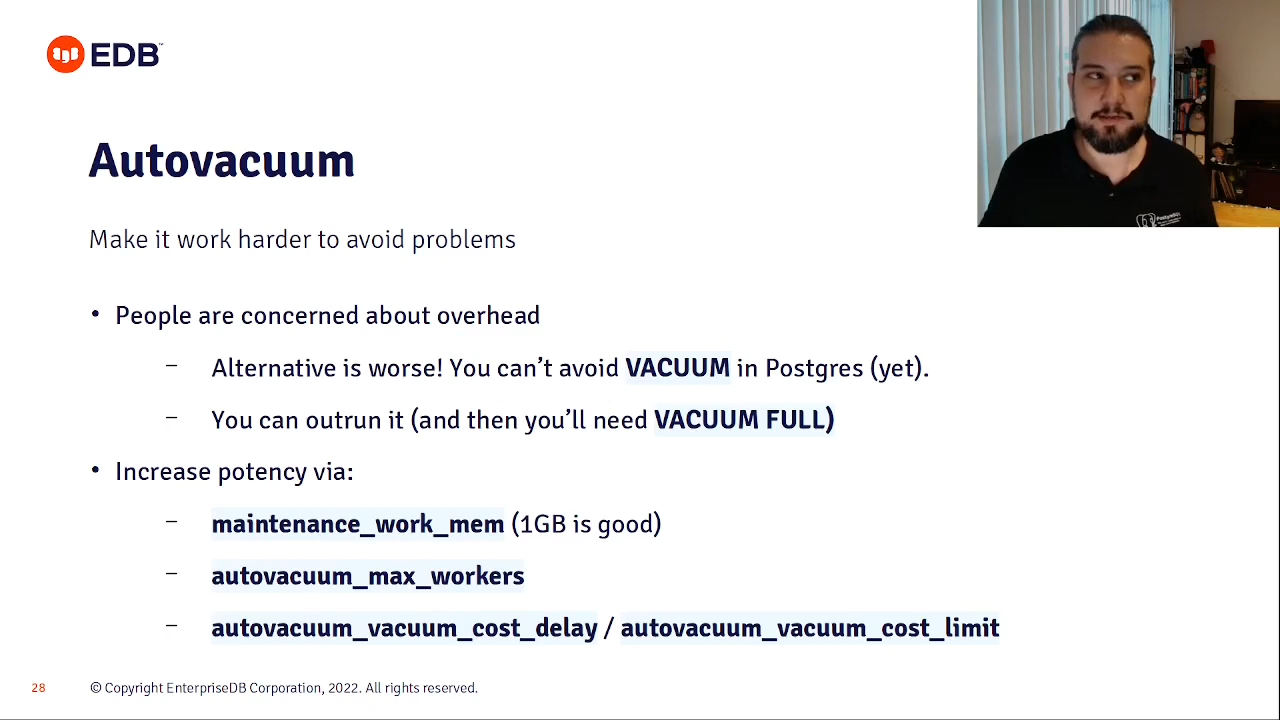 EDB™
Autovacuum
Make it work harder to avoid problems
• People are concerned about overhead
– Alternative is worse! You can’t avoid VACUUM in Postgres (yet).
– You can outrun it (and then you’ll need VACUUM FULL)
• Increase potency via:
– maintenance_work_mem (1GB is good)
– autovacuum_max_workers
– autovacuum_vacuum_cost_delay / autovacuum_vacuum_cost_limit
28
© Copyright EnterpriseDB Corporation, 2022. All rights reserved.